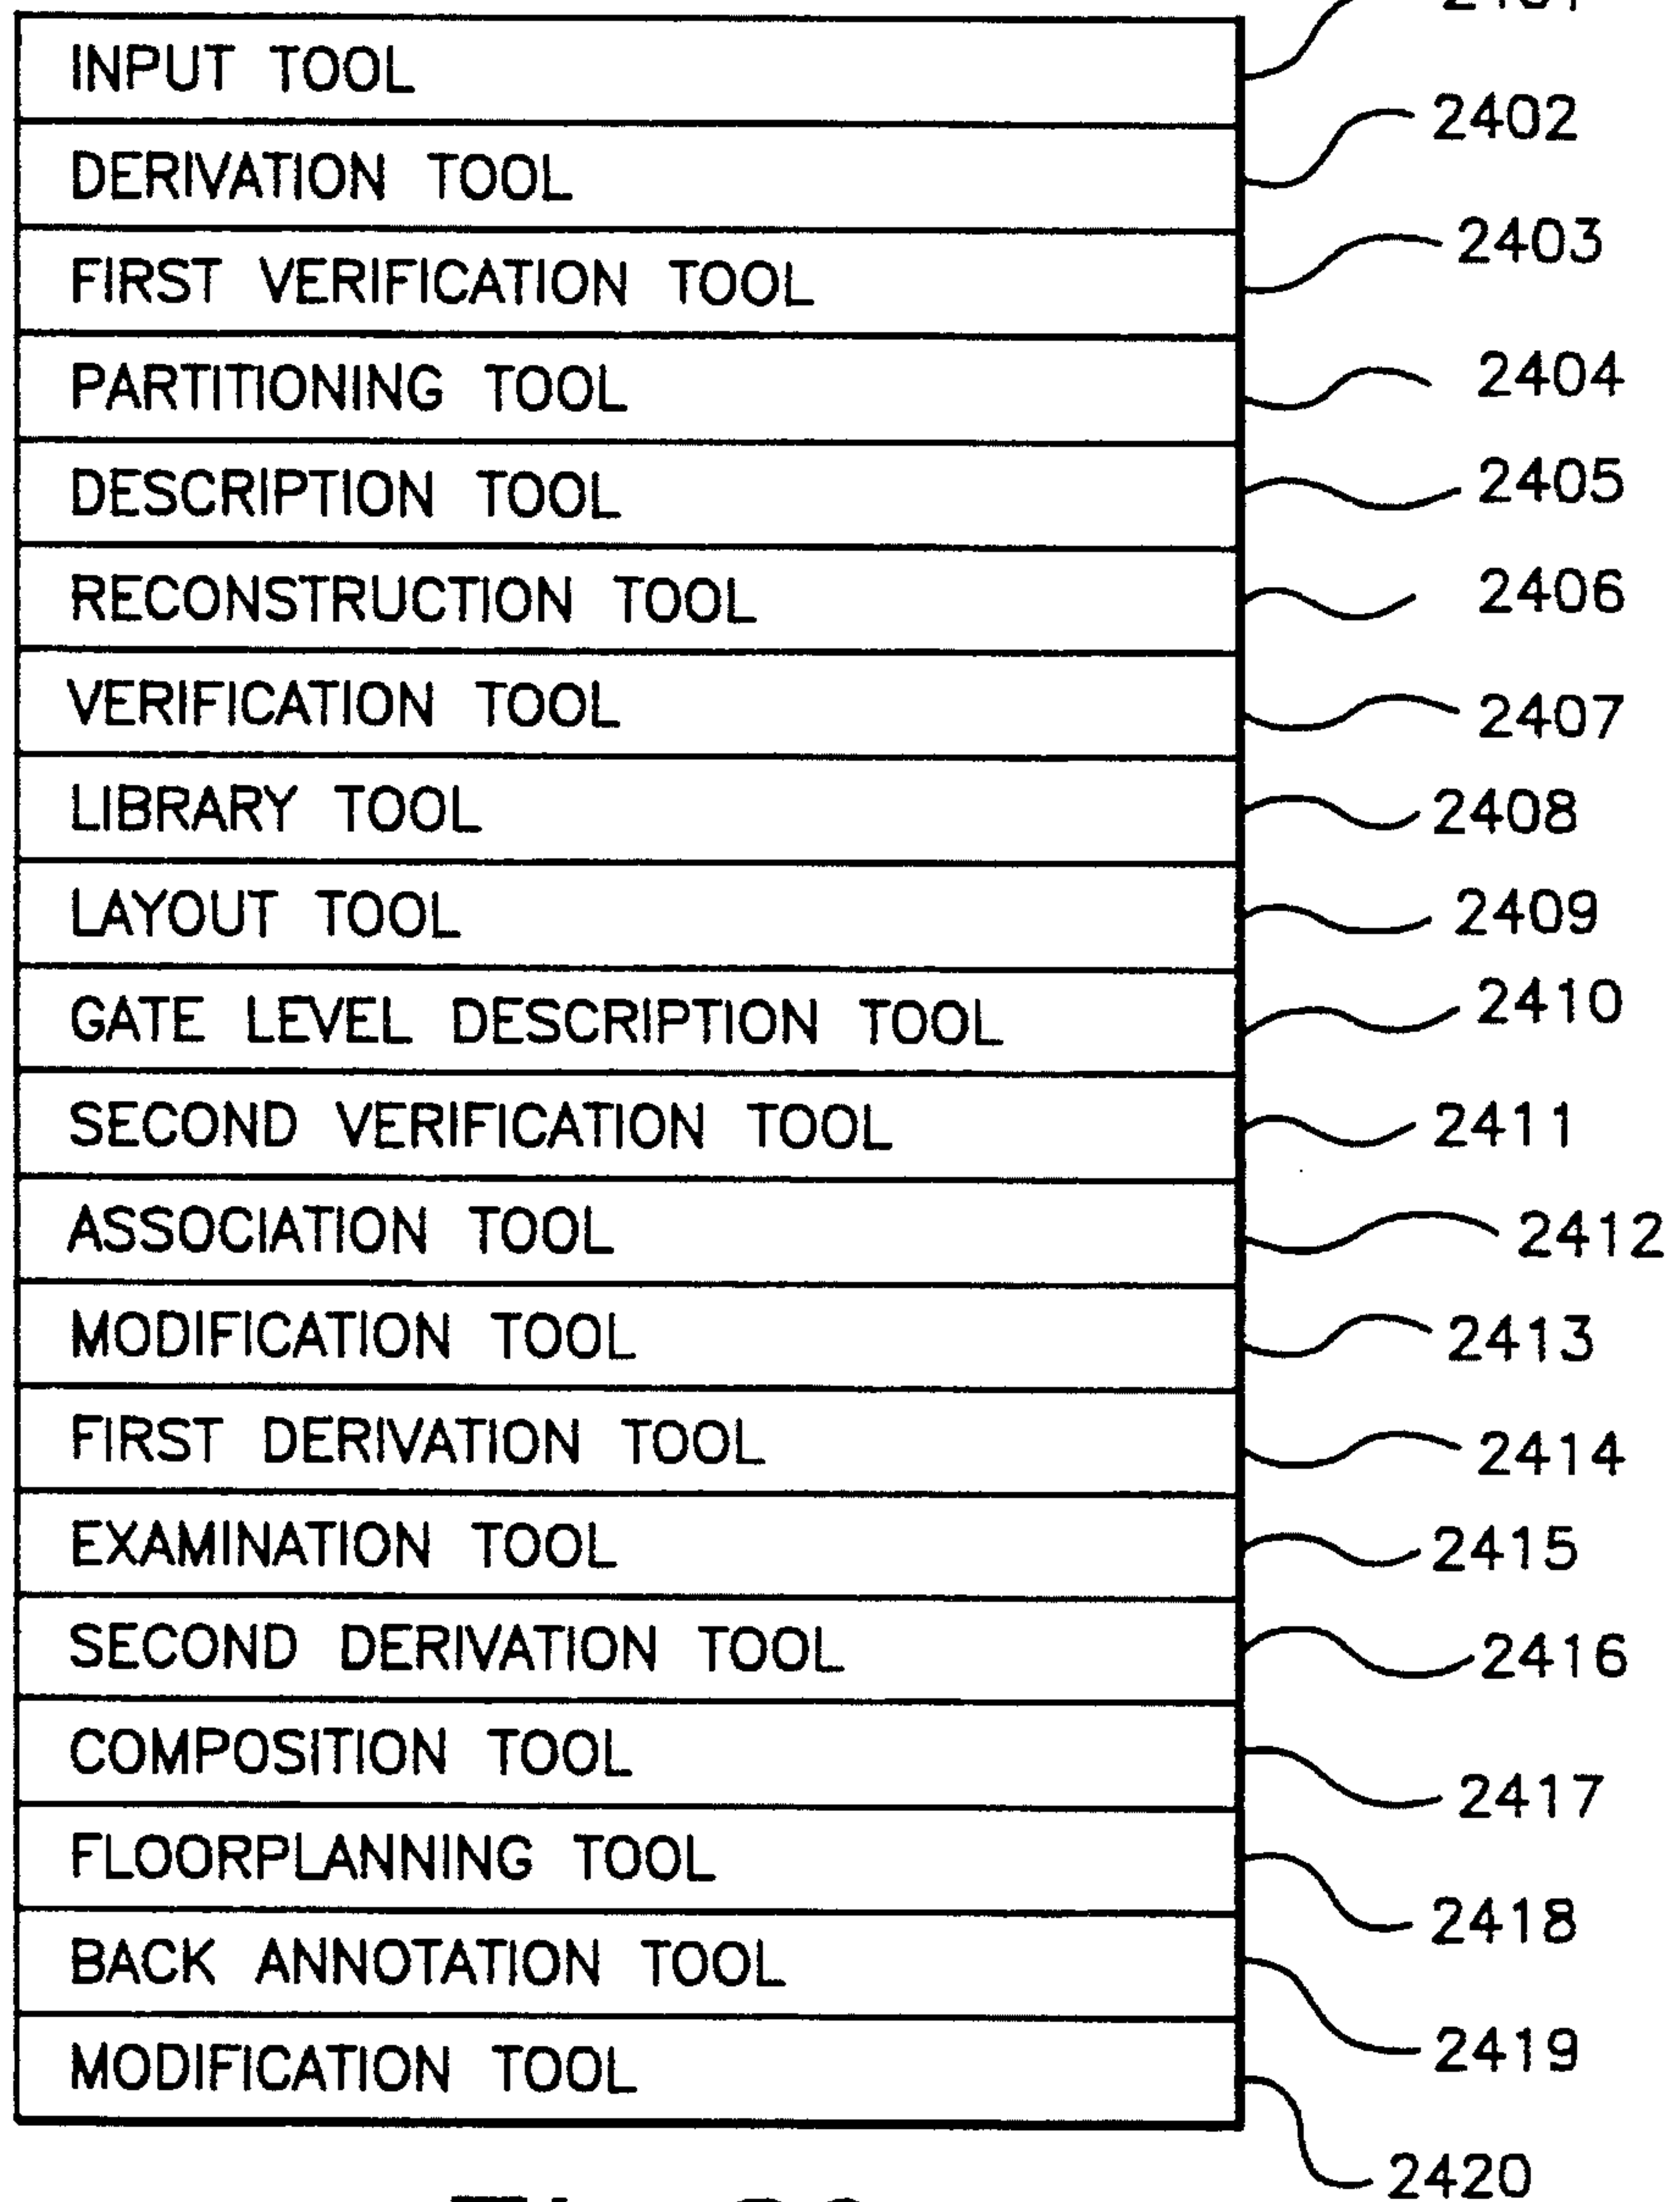 INPUT TOOL
2402
DERIVATION TOOL
2403
FIRST VERIFICATION TOOL
2404
PARTITIONING TOOL
2405
DESCRIPTION TOOL
2406
RECONSTRUCTION TOOL
2407
VERIFICATION TOOL
2408
LIBRARY TOOL
2409
LAYOUT TOOL
2410
GATE LEVEL DESCRIPTION TOOL
2411
SECOND VERIFICATION TOOL
2412
ASSOCIATION TOOL
2413
MODIFICATION TOOL
2414
FIRST DERIVATION TOOL
2415
EXAMINATION TOOL
2416
SECOND DERIVATION TOOL
2417
COMPOSITION TOOL
2418
FLOORPLANNING TOOL
2419
BACK ANNOTATION TOOL
2420
MODIFICATION TOOL